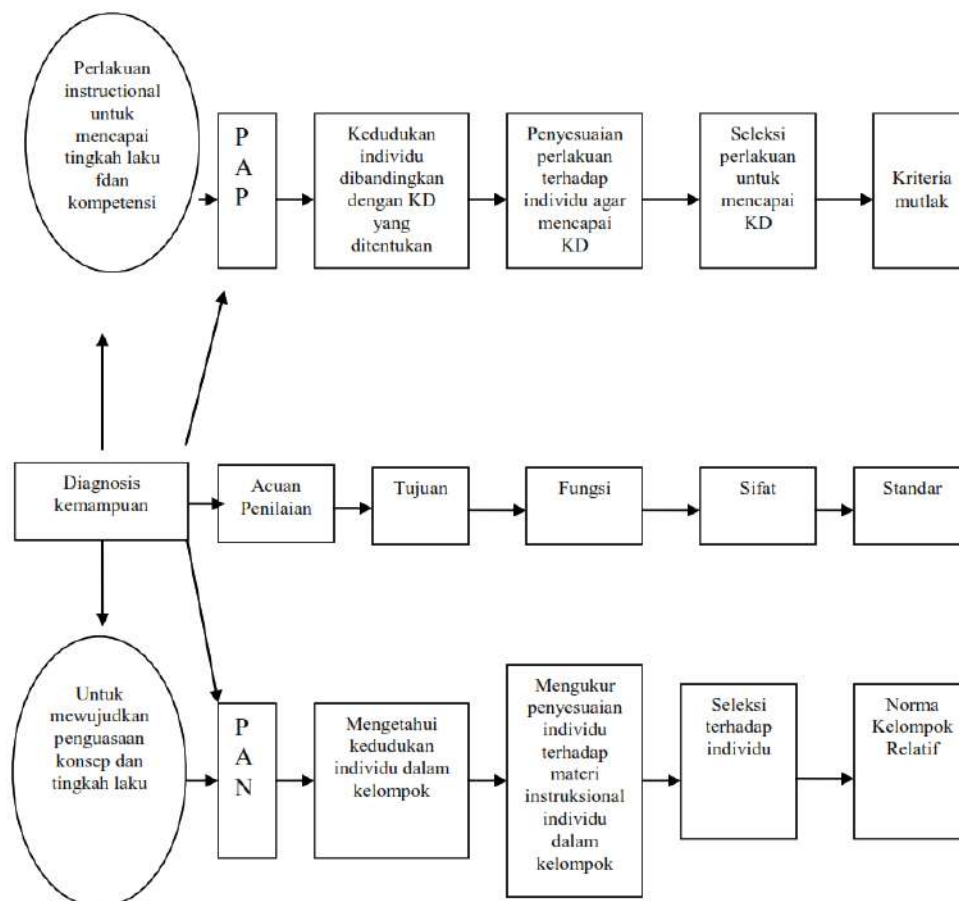 Perlakuan
instructional
untuk
mencapai
tingkah laku
fdan
kompetensi
P
A
P
Kedudukan
individu
dibandingkan
dengan KD
yang
ditentukan
Penyesuaian
perlakuan
terhadap
individu agar
mencapai
KD
Seleksi
perlakuan
untuk
mencapai
KD
Kriteria
mutlak
Diagnosis
kemampuan
Acuan
Penilaian
Tujuan
Fungsi
Sifat
Standar
Untuk
mewujudkan
penguasaan
konsep dan
tingkah laku
P
A
N
Mengetahui
kedudukan
individu dalam
kelompok
Mengukur
penyesuaian
individu
terhadap
materi
instruksional
individu
dalam
kelompok
Seleksi
terhadap
individu
Norma
Kelompok
Relatif